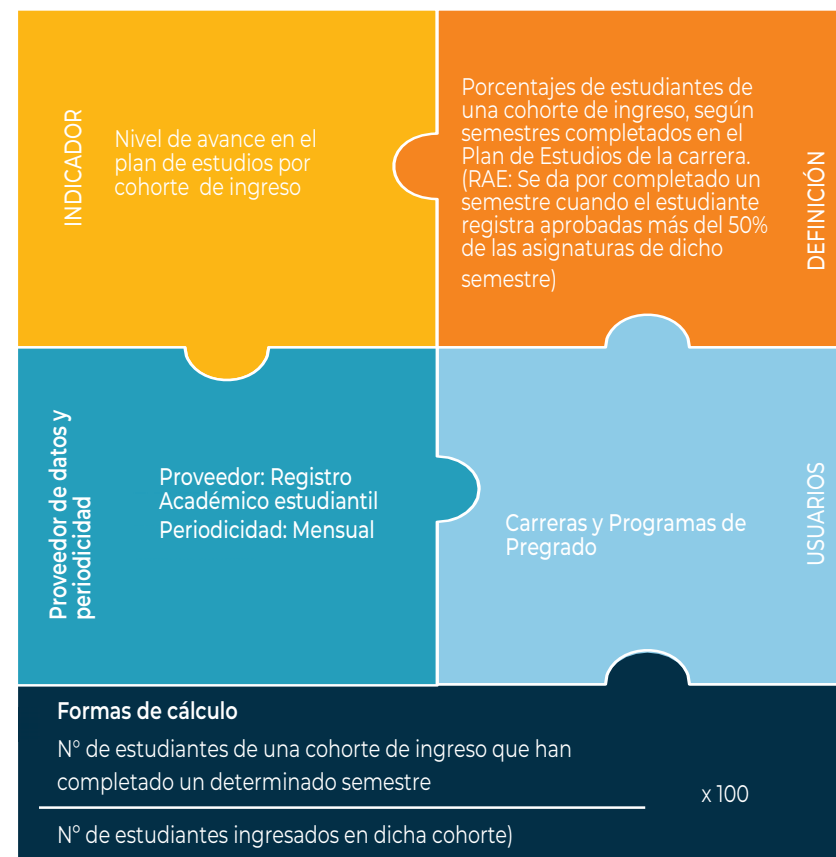 INDICADOR
Nivel de avance en el
plan de estudios por
cohorte de ingreso
Porcentajes de estudiantes de
una cohorte de ingreso, según
semestres completados en el
Plan de Estudios de la carrera.
(RAE: Se da por completado un
semestre cuando el estudiante
registra aprobadas más del 50%
de las asignaturas de dicho
semestre)
DEFINICIÓN
Proveedor de datos y
periodicidad
Proveedor: Registro
Académico estudiantil
Periodicidad: Mensual
Carreras y Programas de
Pregrado
USUARIOS
Formas de cálculo
N° de estudiantes de una cohorte de ingreso que han
completado un determinado semestre
x 100
N° de estudiantes ingresados en dicha cohorte)